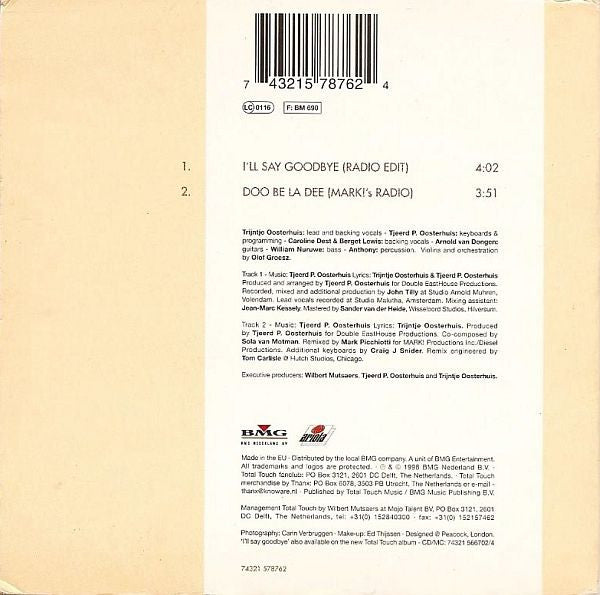 7 43215 78762 4
LC 0116 F: BM 690
1. I'LL SAY GOODBYE (RADIO EDIT) 4:02
2. DOO BE LA DEE (MARK!'s RADIO) 3:51
Trijntje Oosterhuis: lead and backing vocals - Tjeerd P. Oosterhuis: keyboards &
programming - Caroline Dest & Berget Lewis: backing vocals - Arnold van Dongen:
guitars - William Nuruwe: bass - Anthony: percussion. Violins and orchestration
by Olof Groesz.
Track 1 - Music: Tjeerd P. Oosterhuis Lyrics: Trijntje Oosterhuis & Tjeerd P. Oosterhuis
Produced and arranged by Tjeerd P. Oosterhuis for Double EastHouse Productions.
Recorded, mixed and additional production by John Tilly at Studio Arnold Muhren,
Volendam. Lead vocals recorded at Studio Malutha, Amsterdam. Mixing assistant:
Jean-Marc Kessely. Mastered by Sander van der Heide, Wisseloord Studios, Hilversum.
Track 2 - Music: Tjeerd P. Oosterhuis Lyrics: Trijntje Oosterhuis. Produced
by Tjeerd P. Oosterhuis for Double EastHouse Productions. Co-composed by
Sola van Motman. Remixed by Mark Picchiotti for MARK! Productions Inc/Diesel
Productions. Additional keyboards by Craig J Snider. Remix engineered by
Tom Carlisle @ Hutch Studios, Chicago.
Executive producers: Wilbert Mutsaers, Tjeerd P. Oosterhuis and Trijntje Oosterhuis.
BMG ariola
BMG NEDERLAND BV
Made in the EU - Distributed by the local BMG company. A unit of BMG Entertainment.
All trademarks and logos are protected. - ℗ & © 1998 BMG Nederland B.V. -
Total Touch fanclub: PO Box 3121, 2601 DC Delft, The Netherlands. - Total Touch
merchandise by Thanx: PO Box 6078, 3503 PB Utrecht, The Netherlands or e-mail -
thanx@knoware.nl - Published by Total Touch Music / BMG Music Publishing B.V.
Management Total Touch by Wilbert Mutsaers at Mojo Talent BV, PO Box 3121, 2601
DC Delft, The Netherlands, tel: +31(0) 152840300 - fax: +31(0) 152157462
Photography: Carin Verbruggen - Make-up: Ed Thijssen - Designed @ Peacock, London.
'I'll say goodbye' also available on the new Total Touch album - CD/MC: 74321 566702/4
74321 578762